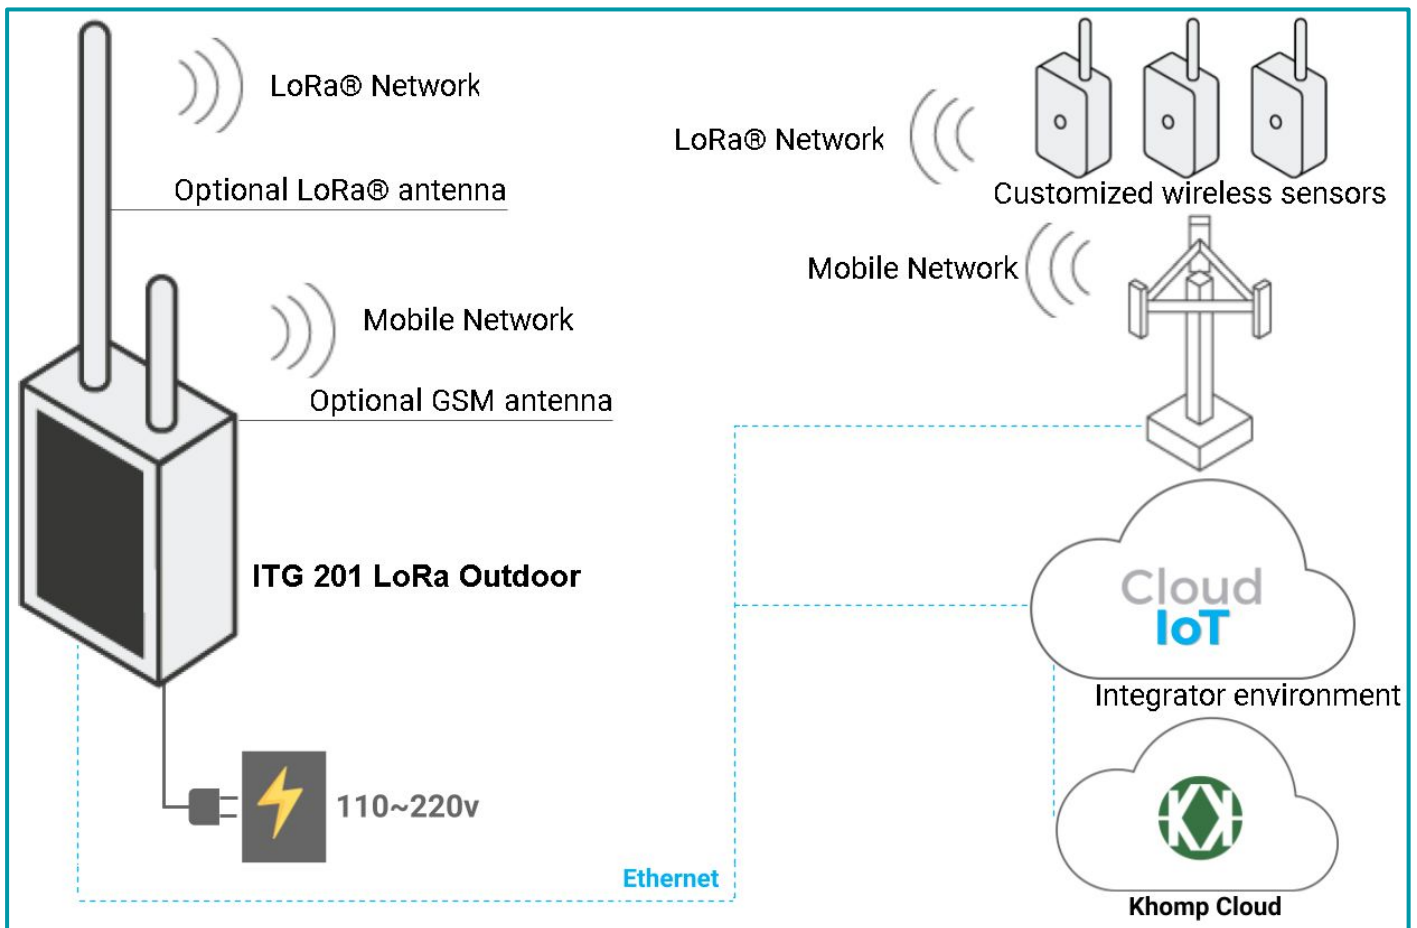 LoRa® Network
LoRa® Network
Optional LoRa® antenna
Customized wireless sensors
Mobile Network
Mobile Network
Optional GSM antenna
ITG 201 LoRa Outdoor
Cloud
IoT
Integrator environment
110~220v
Ethernet
Khomp Cloud